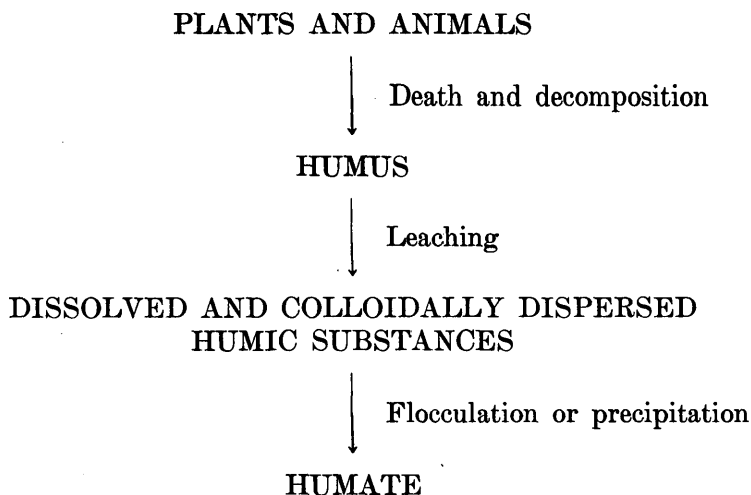 PLANTS AND ANIMALS
Death and decomposition
HUMUS
Leaching
DISSOLVED AND COLLOIDALLY DISPERSED
HUMIC SUBSTANCES
Flocculation or precipitation
HUMATE